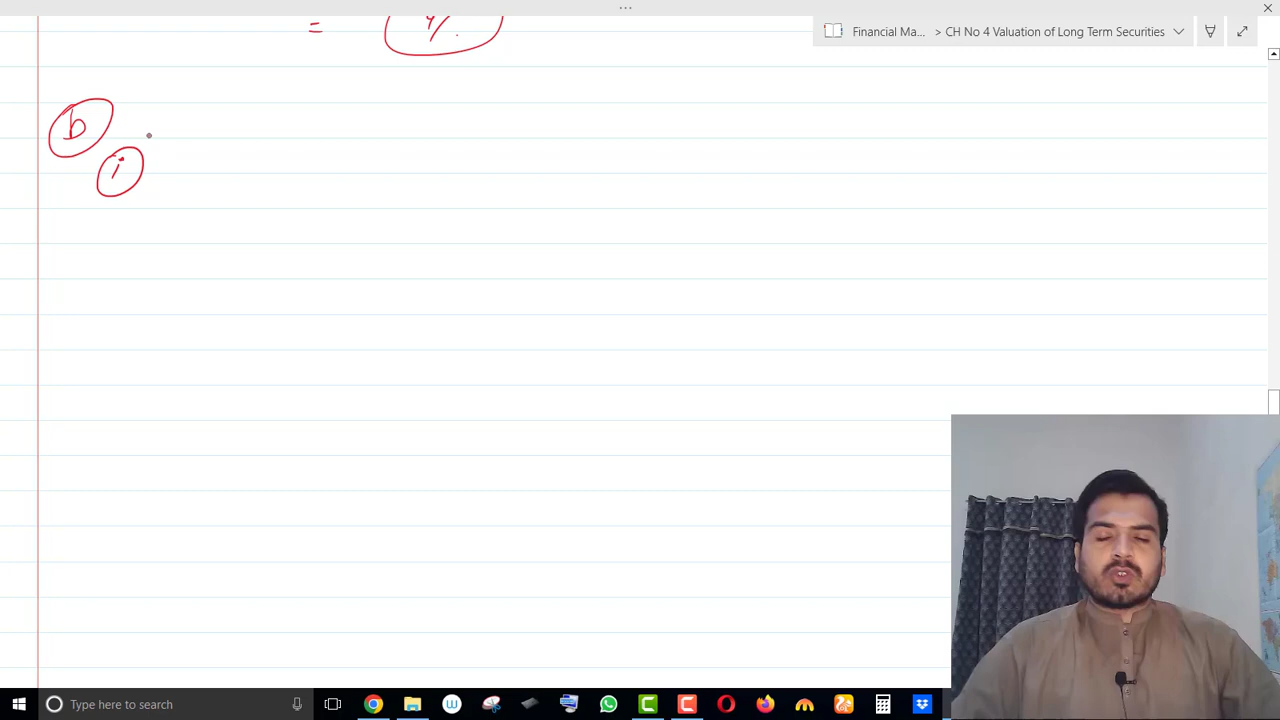 Financial Ma... > CH No 4 Valuation of Long Term Securities
=
b
i
Type here to search